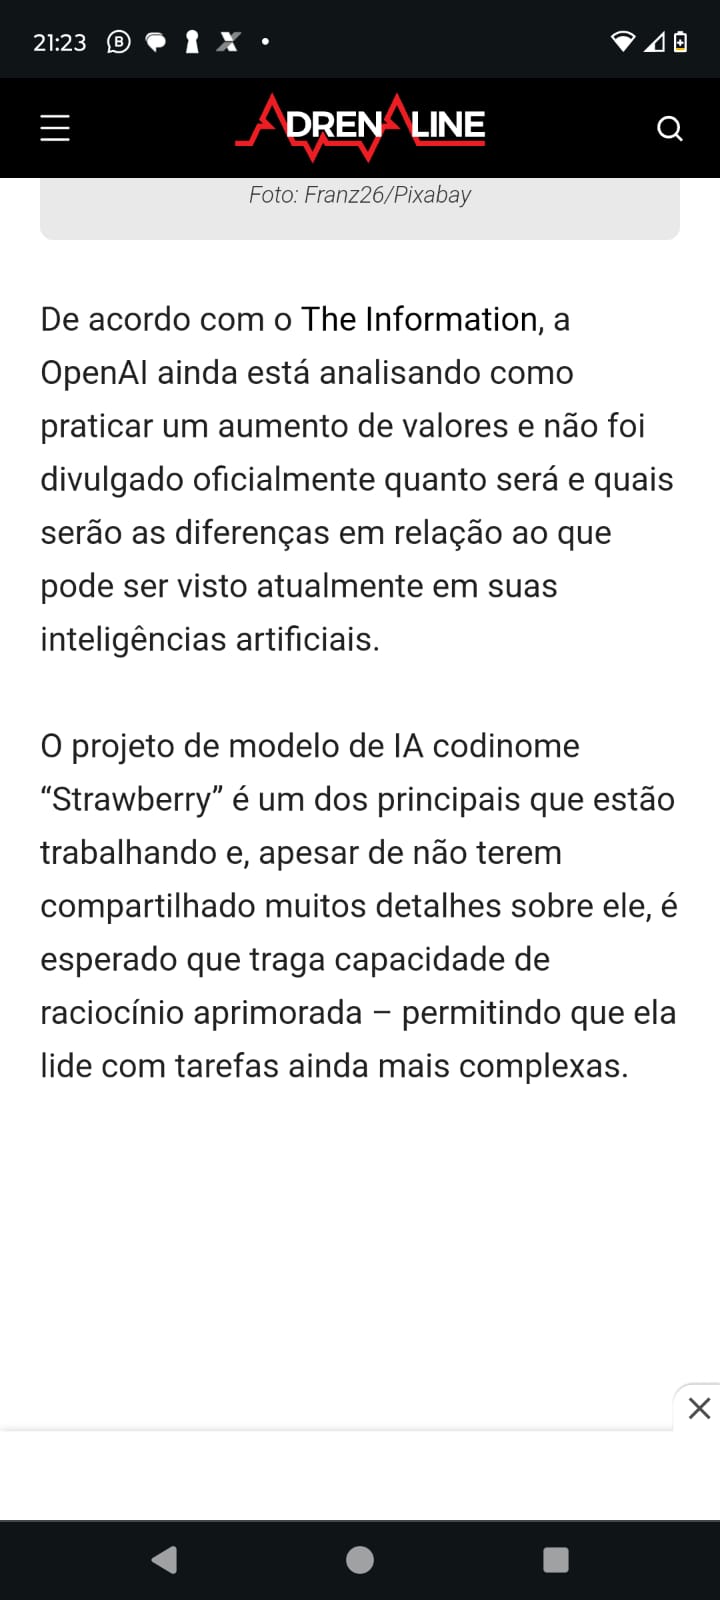 21:23
ADRENALINE
Foto: Franz26/Pixabay
De acordo com o The Information, a
OpenAI ainda está analisando como
praticar um aumento de valores e não foi
divulgado oficialmente quanto será e quais
serão as diferenças em relação ao que
pode ser visto atualmente em suas
inteligências artificiais.
O projeto de modelo de IA codinome
“Strawberry” é um dos principais que estão
trabalhando e, apesar de não terem
compartilhado muitos detalhes sobre ele, é
esperado que traga capacidade de
raciocínio aprimorada – permitindo que ela
lide com tarefas ainda mais complexas.